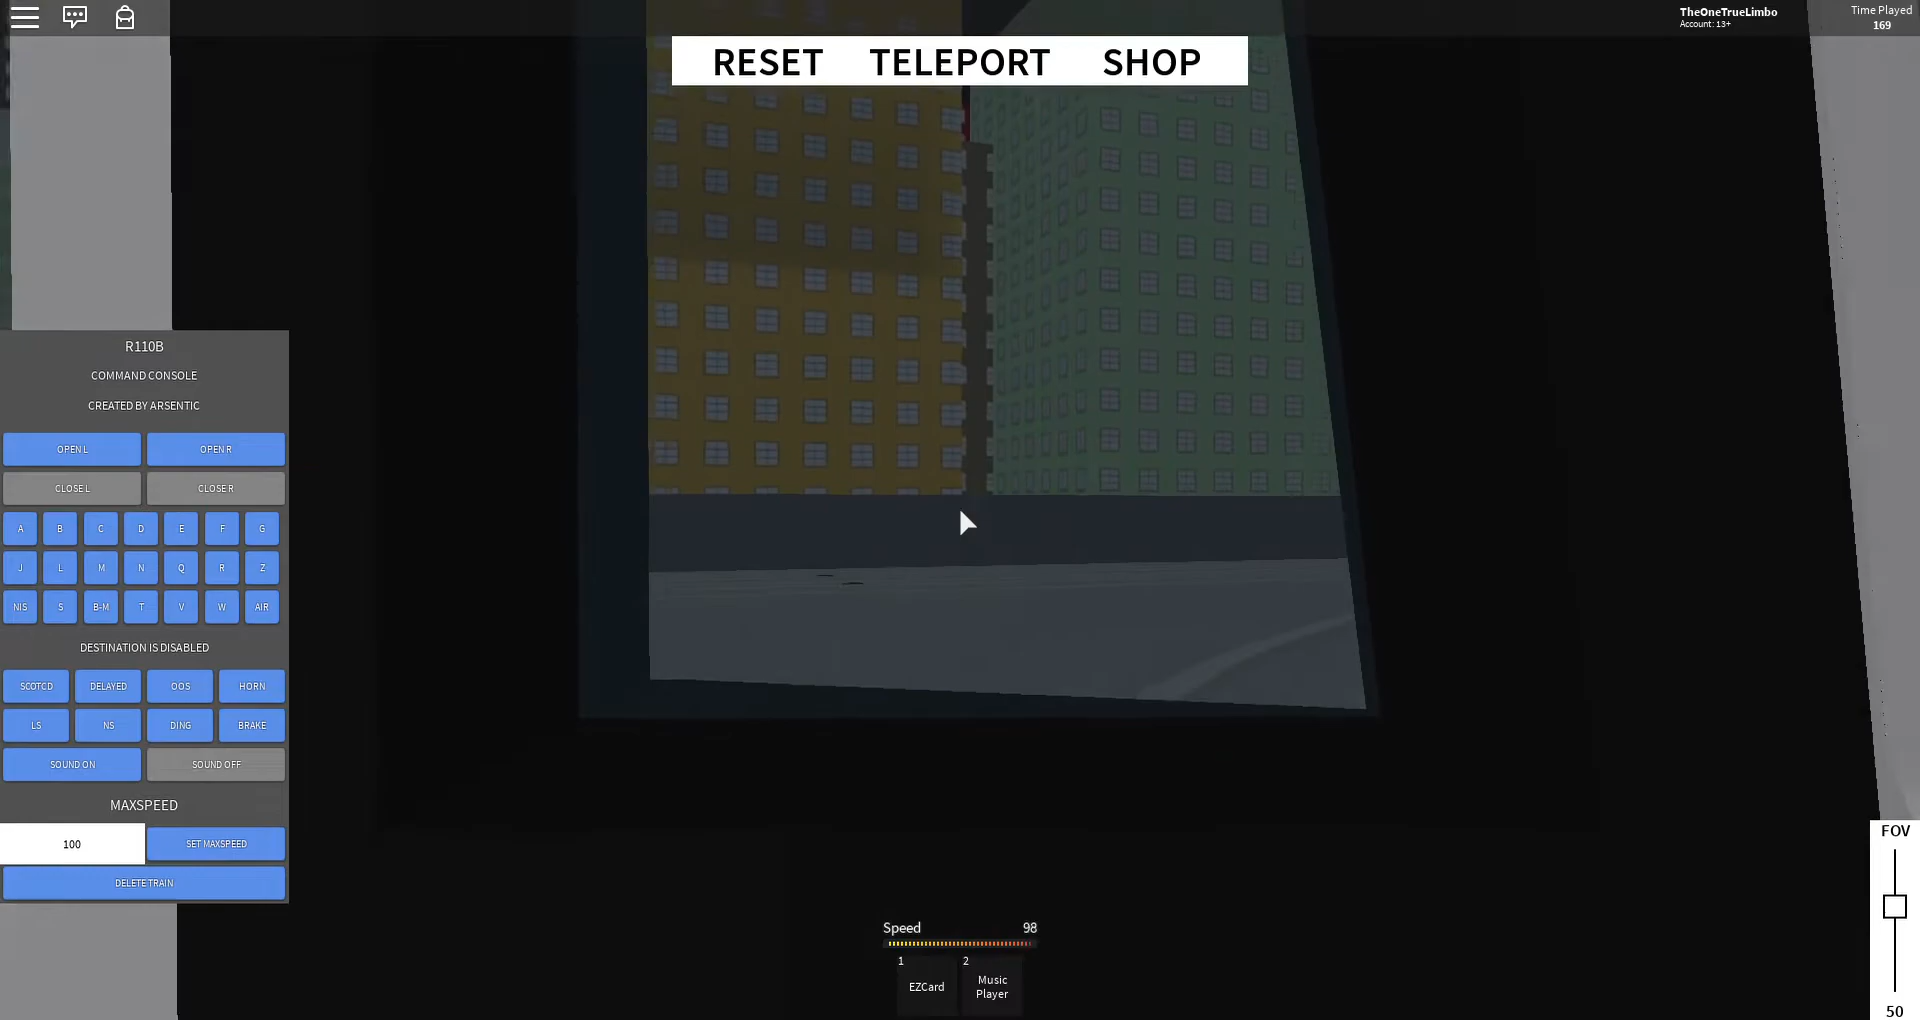 TheOneTrueLimbo
Account: 13+
Time Played
169
RESET TELEPORT SHOP
R110B
COMMAND CONSOLE
CREATED BY ARSENTIC
OPEN L OPEN R
CLOSE L CLOSE R
A B C D E F G
J L M N Q R Z
NIS S B-M T V W AIR
DESTINATION IS DISABLED
SCOTCD DELAYED OOS HORN
LS NS DING BRAKE
SOUND ON SOUND OFF
MAXSPEED
100 SET MAXSPEED
DELETE TRAIN
Speed 98
1 2
EZCard Music
Player
FOV
50